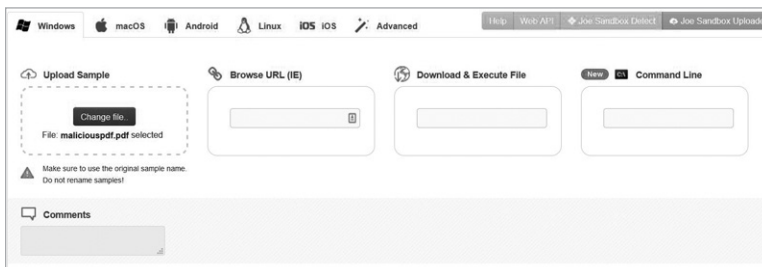 Windows macOS Android Linux iOS iOS Advanced
Help Web API Joe Sandbox Detect Joe Sandbox Uploade
Upload Sample
Change file..
File: maliciouspdf.pdf selected
Make sure to use the original sample name.
Do not rename samples!
Browse URL (IE)
Download & Execute File
New C:\ Command Line
Comments